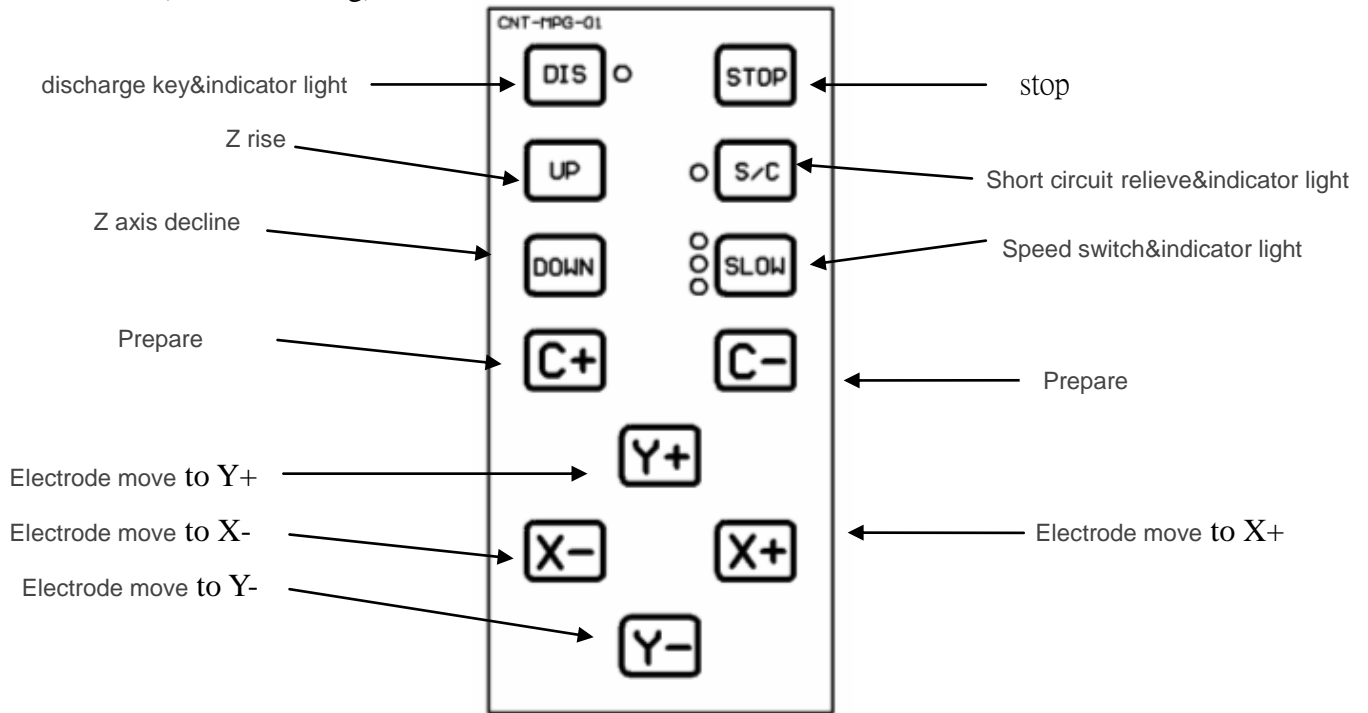 CNT-MPG-01
discharge key&indicator light
DIS
STOP
stop
Z rise
UP
S/C
Short circuit relieve&indicator light
Z axis decline
DOWN
SLOW
Speed switch&indicator light
Prepare
C+
C-
Prepare
Y+
Electrode move to Y+
Electrode move to X-
X-
X+
Electrode move to X+
Electrode move to Y-
Y-